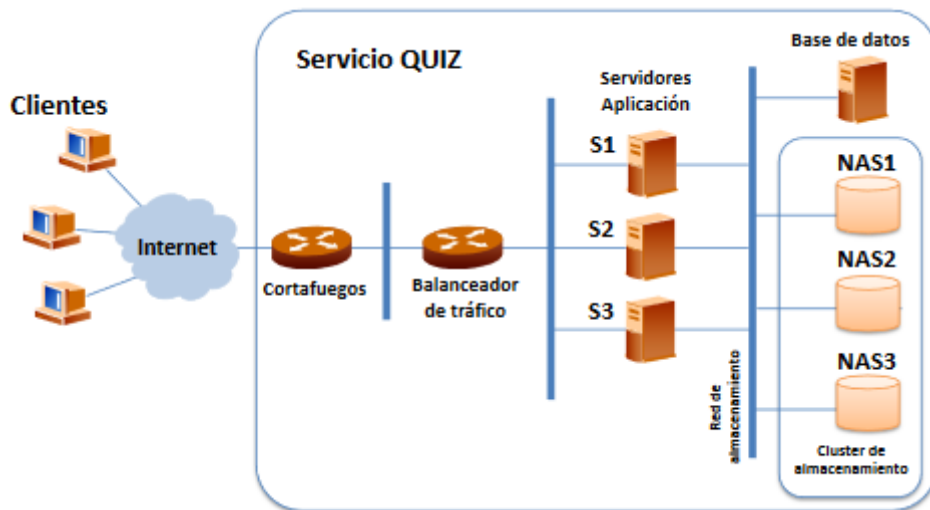 Servicio QUIZ
Base de datos
Clientes
Servidores
Aplicación
S1
NAS1
Internet
S2
NAS2
Cortafuegos
Balanceador
de tráfico
S3
NAS3
Red de
almacenamiento
Cluster de
almacenamiento